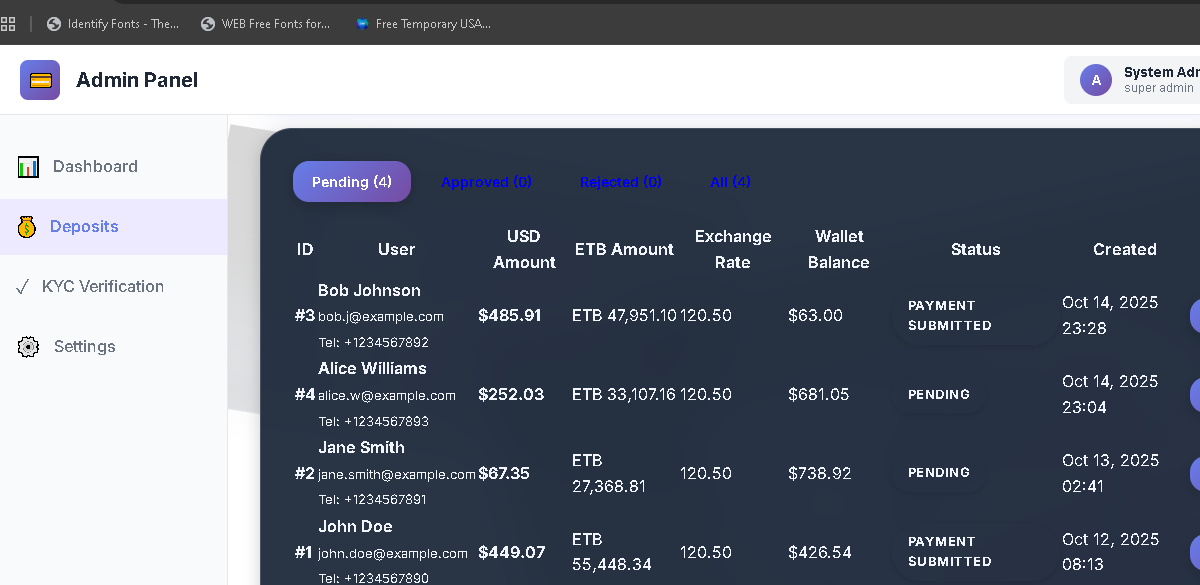 Identify Fonts - The...
WEB Free Fonts for...
Free Temporary USA...
Admin Panel
A
System Adm
super admin
Dashboard
Deposits
KYC Verification
Settings
Pending (4)
Approved (0)
Rejected (0)
All (4)
ID
User
USD
Amount
ETB Amount
Exchange
Rate
Wallet
Balance
Status
Created
#3
Bob Johnson
bob.j@example.com
Tel: +1234567892
$485.91
ETB 47,951.10
120.50
$63.00
PAYMENT
SUBMITTED
Oct 14, 2025
23:28
#4
Alice Williams
alice.w@example.com
Tel: +1234567893
$252.03
ETB 33,107.16
120.50
$681.05
PENDING
Oct 14, 2025
23:04
#2
Jane Smith
jane.smith@example.com
Tel: +1234567891
$67.35
ETB
27,368.81
120.50
$738.92
PENDING
Oct 13, 2025
02:41
#1
John Doe
john.doe@example.com
Tel: +1234567890
$449.07
ETB
55,448.34
120.50
$426.54
PAYMENT
SUBMITTED
Oct 12, 2025
08:13